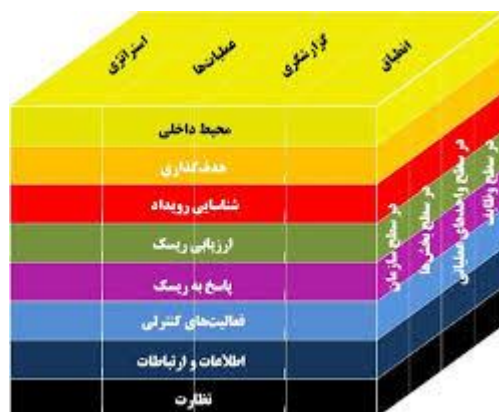 انطباق
گزارشگری
عملیات‌ها
استراتژی
محیط داخلی
هدف‌گذاری
شناسایی رویداد
ارزیابی ریسک
پاسخ به ریسک
فعالیت‌های کنترلی
اطلاعات و ارتباطات
نظارت
در سطح سازمان
در سطح بخش‌ها
در سطح واحدهای عملیاتی
در سطح وظایف